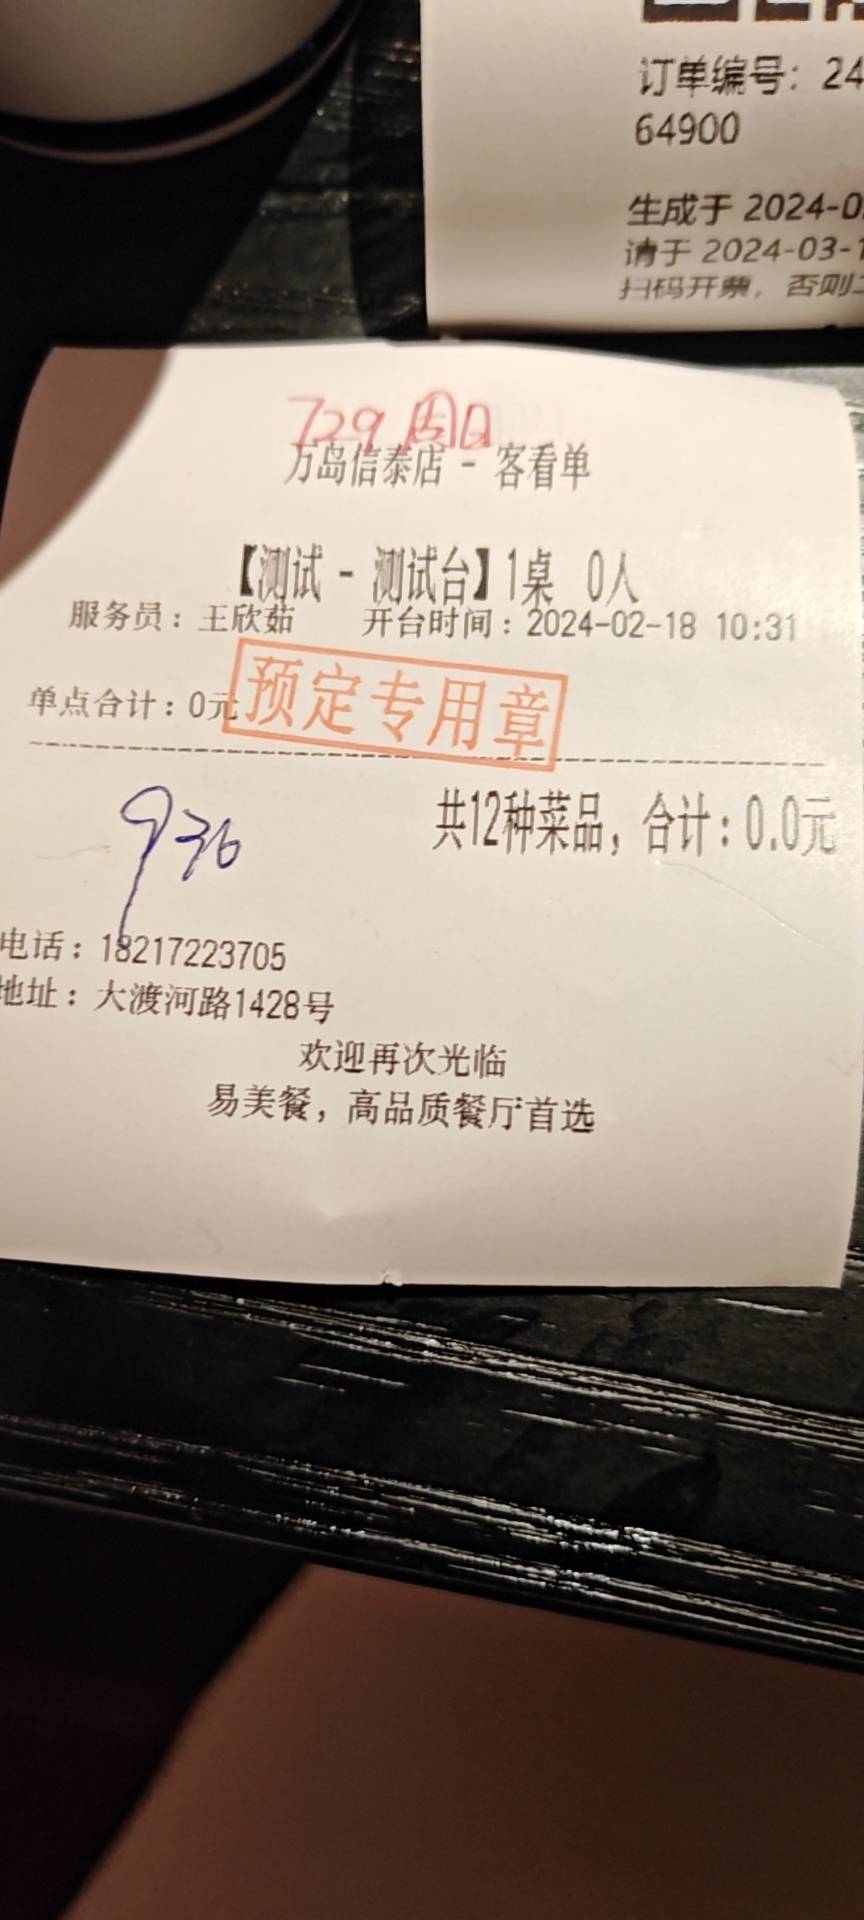 订单编号：24
64900
生成于 2024-0
请于 2024-03-1
扫码开票，否则
729 周日
万岛信泰店 - 客看单
【测试 - 测试台】1桌 0人
服务员：王欣茹 开台时间：2024-02-18 10:31
单点合计：0元
预定专用章
共12种菜品，合计：0.0元
936
电话：18217223705
地址：大渡河路1428号
欢迎再次光临
易美餐，高品质餐厅首选